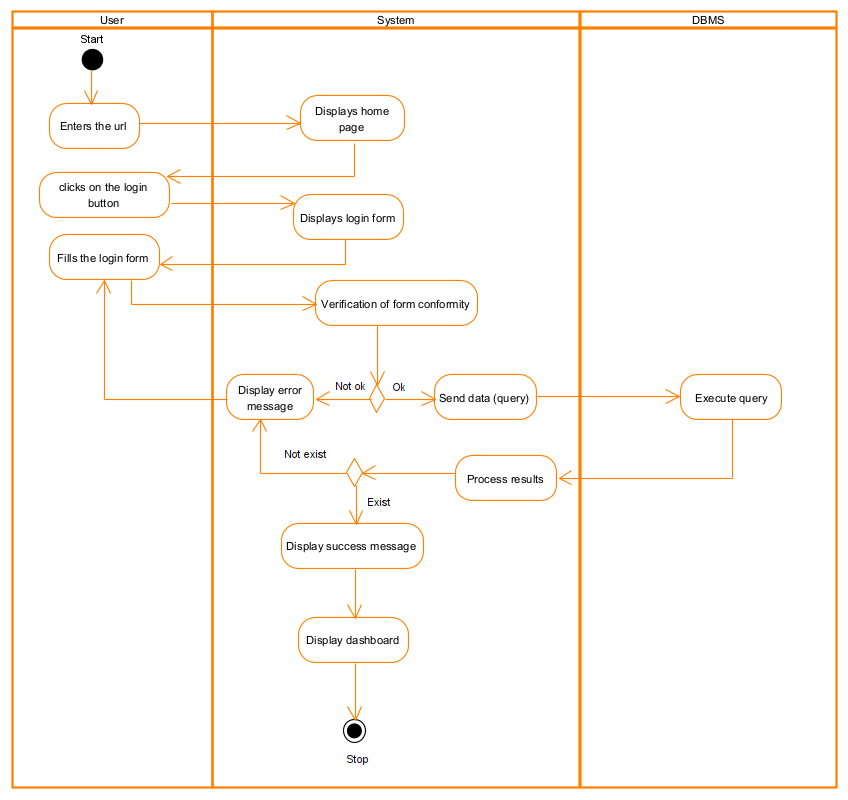 User
System
DBMS
Start
Enters the url
Displays home
page
clicks on the login
button
Displays login form
Fills the login form
Verification of form conformity
Not ok
Ok
Display error
message
Send data (query)
Execute query
Not exist
Process results
Exist
Display success message
Display dashboard
Stop